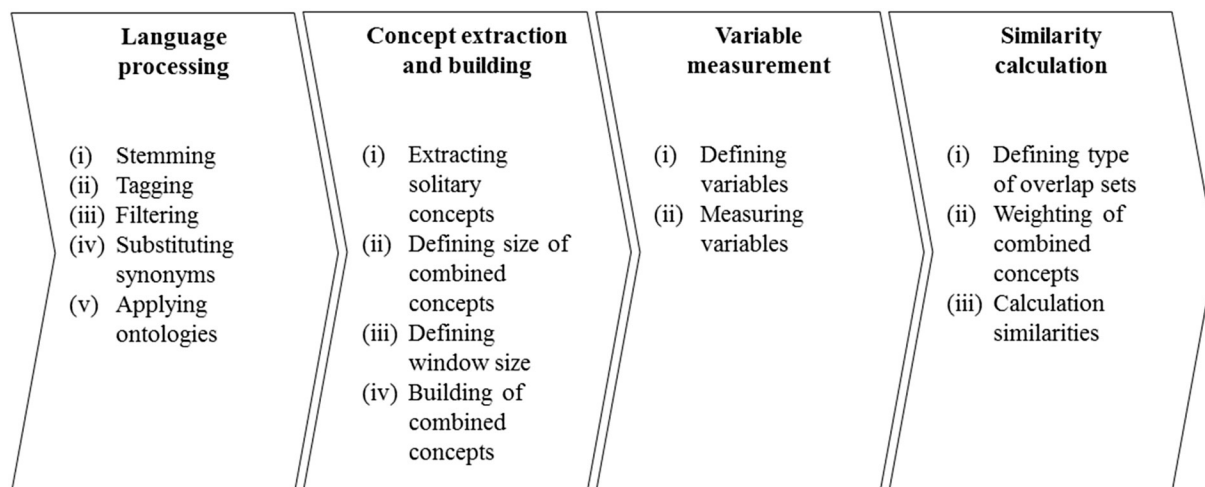 Language
processing
(i) Stemming
(ii) Tagging
(iii) Filtering
(iv) Substituting
synonyms
(v) Applying
ontologies
Concept extraction
and building
(i) Extracting
solitary
concepts
(ii) Defining size of
combined
concepts
(iii) Defining
window size
(iv) Building of
combined
concepts
Variable
measurement
(i) Defining
variables
(ii) Measuring
variables
Similarity
calculation
(i) Defining type
of overlap sets
(ii) Weighting of
combined
concepts
(iii) Calculation
similarities